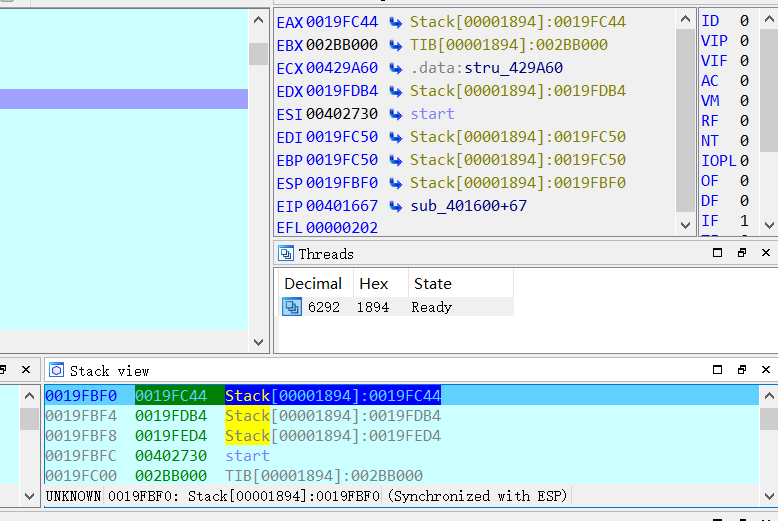 EAX 0019FC44 Stack[00001894]:0019FC44
EBX 002BB000 TIB[00001894]:002BB000
ECX 00429A60 .data:stru_429A60
EDX 0019FDB4 Stack[00001894]:0019FDB4
ESI 00402730 start
EDI 0019FC50 Stack[00001894]:0019FC50
EBP 0019FC50 Stack[00001894]:0019FC50
ESP 0019FBF0 Stack[00001894]:0019FBF0
EIP 00401667 sub_401600+67
EFL 00000202
ID 0
VIP 0
VIF 0
AC 0
VM 0
RF 0
NT 0
IOPL 0
OF 0
DF 0
IF 1
Threads
Decimal Hex State
6292 1894 Ready
Stack view
0019FBF0 0019FC44 Stack[00001894]:0019FC44
0019FBF4 0019FDB4 Stack[00001894]:0019FDB4
0019FBF8 0019FED4 Stack[00001894]:0019FED4
0019FBFC 00402730 start
0019FC00 002BB000 TIB[00001894]:002BB000
UNKNOWN 0019FBF0: Stack[00001894]:0019FBF0 (Synchronized with ESP)